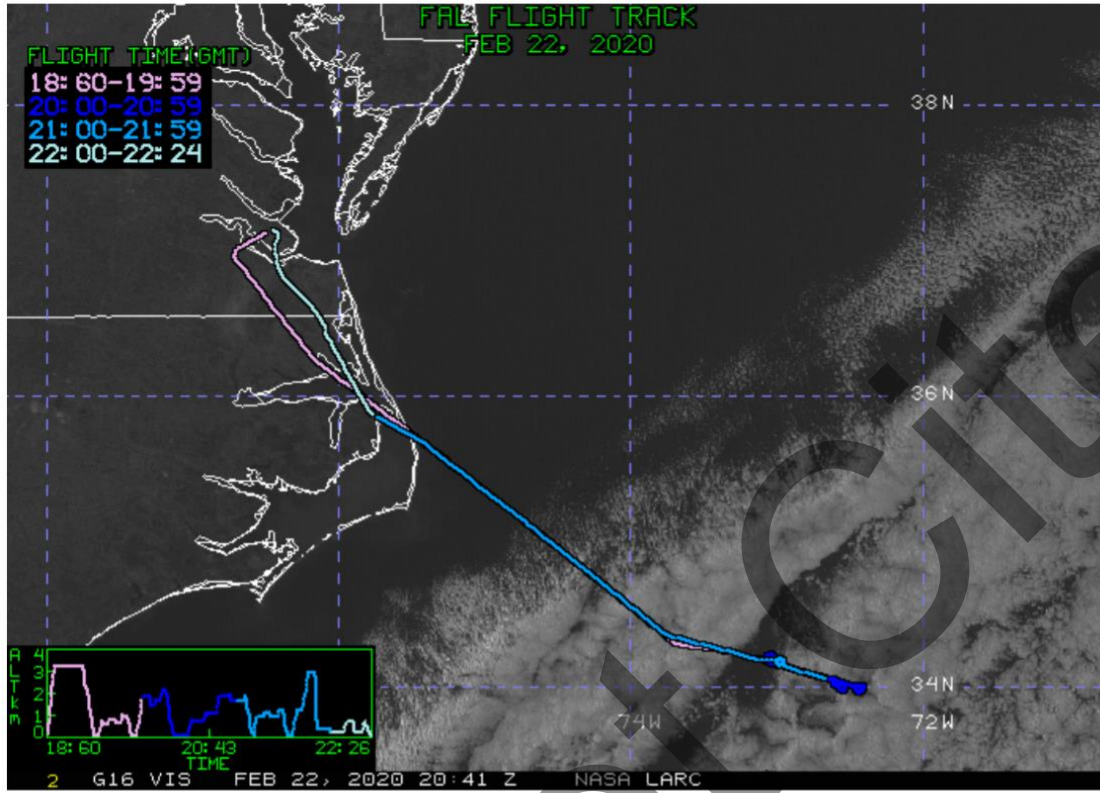 FAL FLIGHT TRACK
FEB 22, 2020
FLIGHT TIME(GMT)
18:60-19:59
20:00-20:59
21:00-21:59
22:00-22:24
38N
36N
34N
74W
72W
ALT km
4
3
2
1
0
18:60
20:43
22:26
TIME
2 G16 VIS FEB 22, 2020 20:41 Z NASA LARC